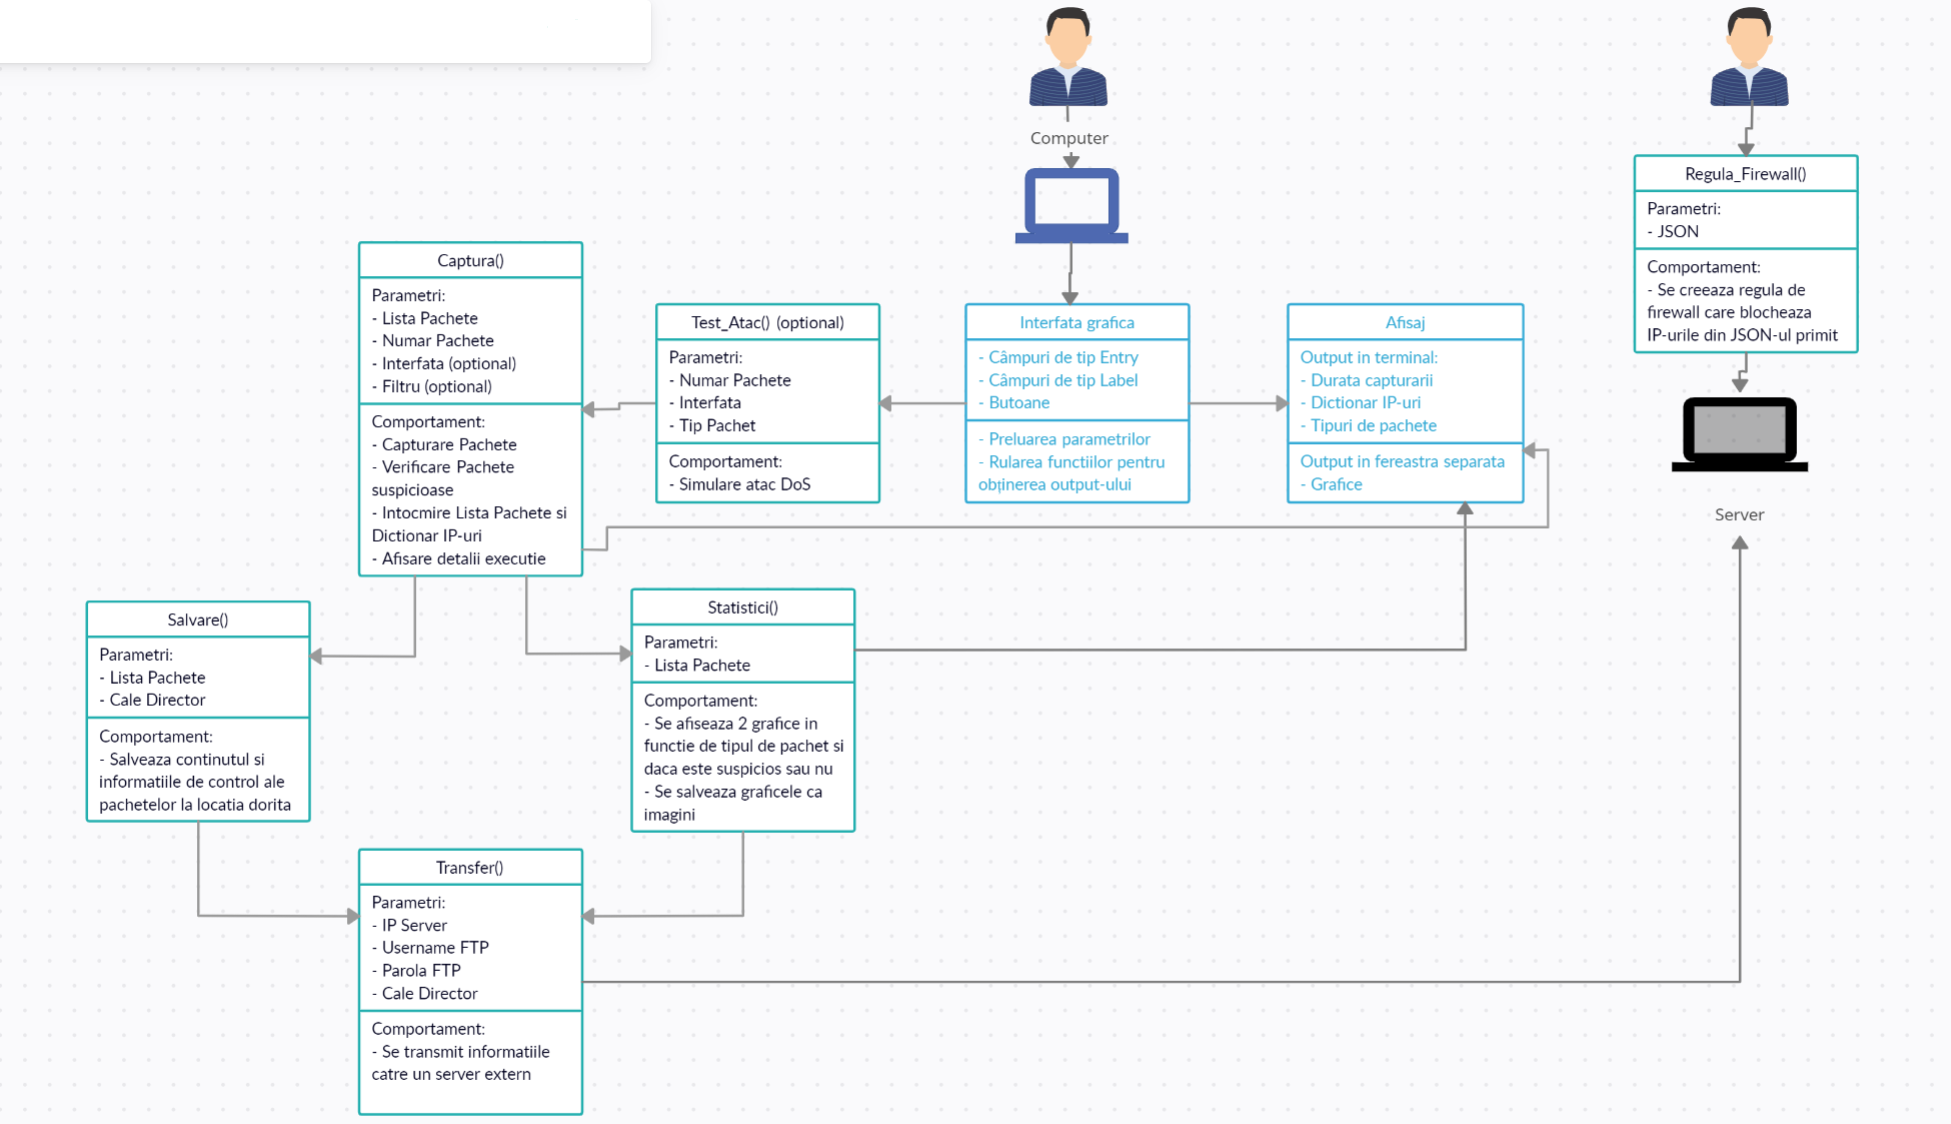 Computer
Regula_Firewall()
Parametri:
- JSON
Comportament:
- Se creeaza regula de
firewall care blocheaza
IP-urile din JSON-ul primit
Server
Captura()
Parametri:
- Lista Pachete
- Numar Pachete
- Interfata (optional)
- Filtru (optional)
Comportament:
- Capturare Pachete
- Verificare Pachete
suspicioase
- Intocmire Lista Pachete si
Dictionar IP-uri
- Afisare detalii executie
Test_Atac() (optional)
Parametri:
- Numar Pachete
- Interfata
- Tip Pachet
Comportament:
- Simulare atac DoS
Interfata grafica
- Câmpuri de tip Entry
- Câmpuri de tip Label
- Butoane
- Preluarea parametrilor
- Rularea functiilor pentru
obținerea output-ului
Afisaj
Output in terminal:
- Durata capturarii
- Dictionar IP-uri
- Tipuri de pachete
Output in fereastra separata
- Grafice
Salvare()
Parametri:
- Lista Pachete
- Cale Director
Comportament:
- Salveaza continutul si
informatiile de control ale
pachetelor la locatia dorita
Statistici()
Parametri:
- Lista Pachete
Comportament:
- Se afiseaza 2 grafice in
functie de tipul de pachet si
daca este suspicios sau nu
- Se salveaza graficele ca
imagini
Transfer()
Parametri:
- IP Server
- Username FTP
- Parola FTP
- Cale Director
Comportament:
- Se transmit informatiile
catre un server extern